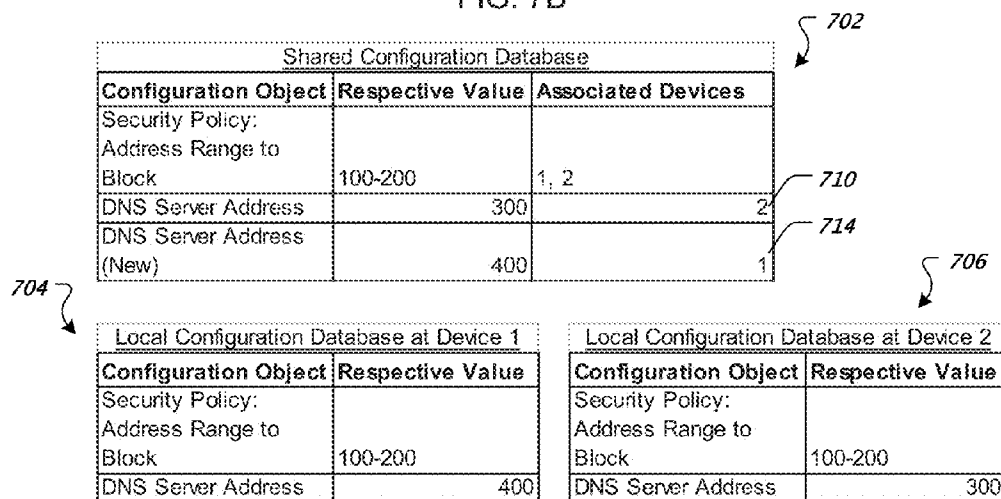 FIG. 7B
702
Shared Configuration Database
Configuration Object Respective Value Associated Devices
Security Policy:
Address Range to
Block 100-200 1, 2
710
DNS Server Address 300 2
714
DNS Server Address
(New) 400 1
704
706
Local Configuration Database at Device 1
Configuration Object Respective Value
Security Policy:
Address Range to
Block 100-200
DNS Server Address 400
Local Configuration Database at Device 2
Configuration Object Respective Value
Security Policy:
Address Range to
Block 100-200
DNS Server Address 300